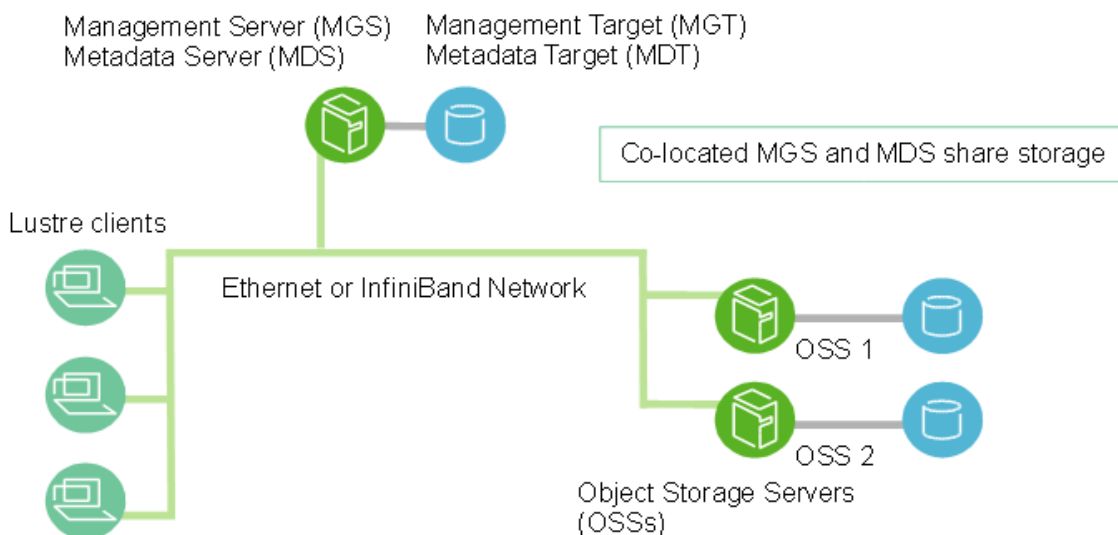 Management Server (MGS)
Metadata Server (MDS)
Management Target (MGT)
Metadata Target (MDT)
Co-located MGS and MDS share storage
Lustre clients
Ethernet or InfiniBand Network
OSS 1
OSS 2
Object Storage Servers
(OSSs)